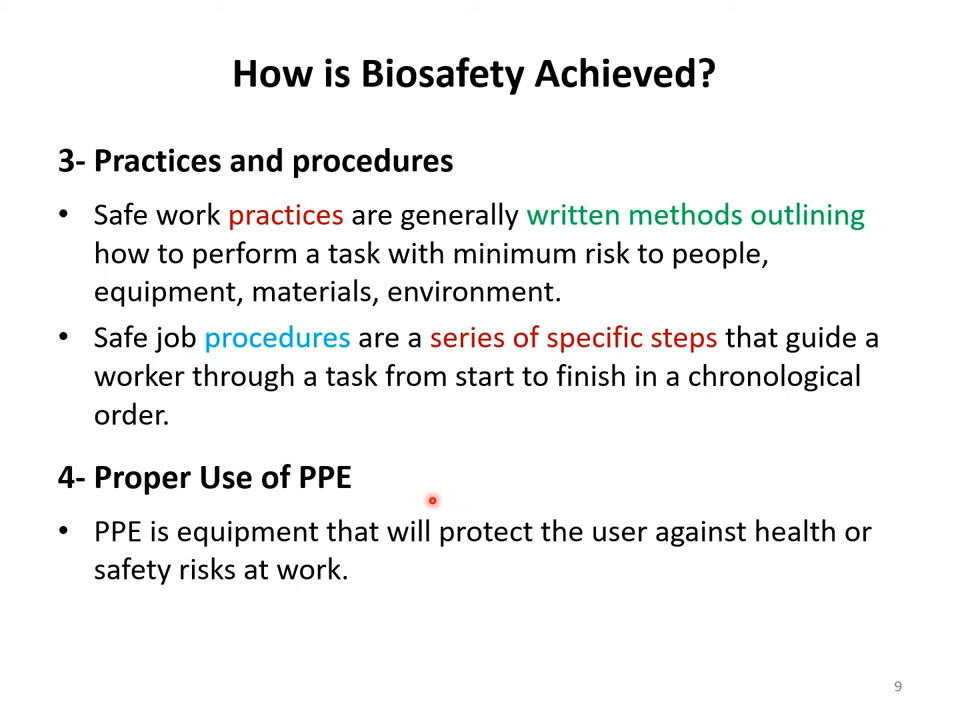 How is Biosafety Achieved?
3- Practices and procedures
• Safe work practices are generally written methods outlining
how to perform a task with minimum risk to people,
equipment, materials, environment.
• Safe job procedures are a series of specific steps that guide a
worker through a task from start to finish in a chronological
order.
4- Proper Use of PPE
• PPE is equipment that will protect the user against health or
safety risks at work.
9